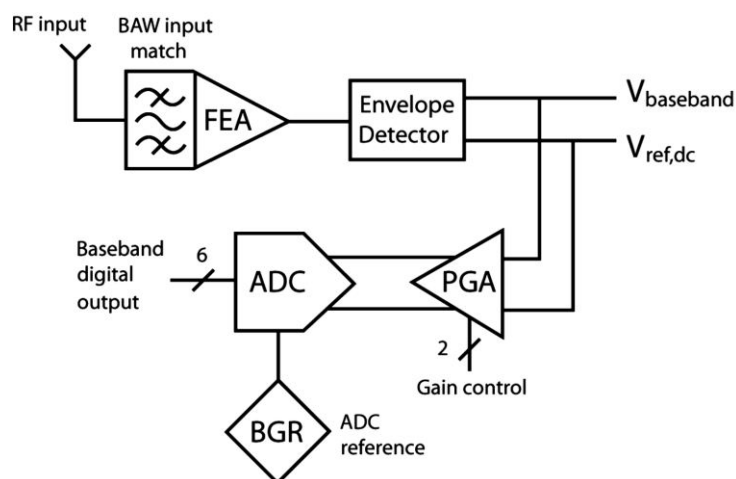 RF input
BAW input
match
FEA
Envelope
Detector
Vbaseband
Vref,dc
Baseband
digital
output
6
ADC
PGA
2
Gain control
BGR
ADC
reference